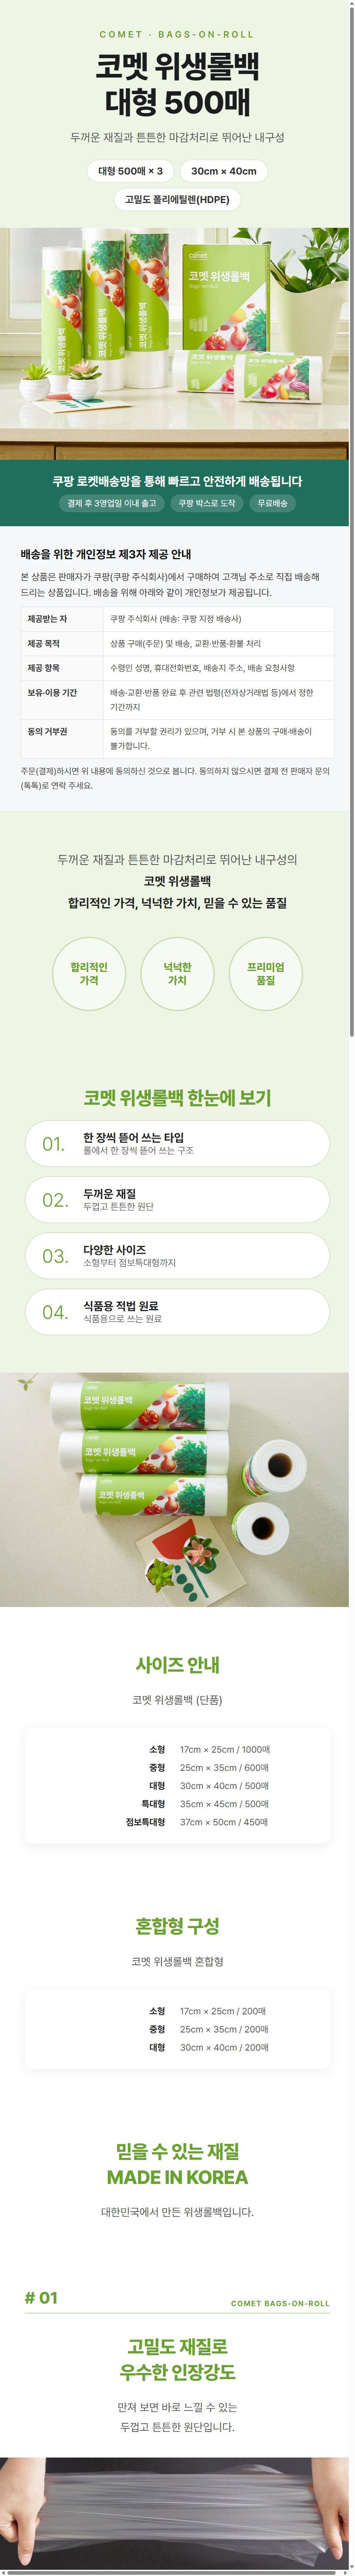 COMET · BAGS-ON-ROLL
코멧 위생롤백
대형 500매
두꺼운 재질과 튼튼한 마감처리로 뛰어난 내구성
대형 500매 × 3
30cm × 40cm
고밀도 폴리에틸렌(HDPE)
comet
코멧 위생롤백
Bags-on-Roll
코멧 위생롤백
코멧 위생롤백
코멧 위생롤백
코멧 위생롤백
코멧 위생롤백
쿠팡 로켓배송망을 통해 빠르고 안전하게 배송됩니다
결제 후 3영업일 이내 출고
쿠팡 박스로 도착
무료배송
배송을 위한 개인정보 제3자 제공 안내
본 상품은 판매자가 쿠팡(쿠팡 주식회사)에서 구매하여 고객님 주소로 직접 배송해
드리는 상품입니다. 배송을 위해 아래와 같이 개인정보가 제공됩니다.
제공받는 자 쿠팡 주식회사 (배송: 쿠팡 지정 배송사)
제공 목적 상품 구매(주문) 및 배송, 교환·반품·환불 처리
제공 항목 수령인 성명, 휴대전화번호, 배송지 주소, 배송 요청사항
보유·이용 기간 배송·교환·반품 완료 후 관련 법령(전자상거래법 등)에서 정한
기간까지
동의 거부권 동의를 거부할 권리가 있으며, 거부 시 본 상품의 구매·배송이
불가합니다.
주문(결제)하시면 위 내용에 동의하신 것으로 봅니다. 동의하지 않으시면 결제 전 판매자 문의
(톡톡)로 연락 주세요.
두꺼운 재질과 튼튼한 마감처리로 뛰어난 내구성의
코멧 위생롤백
합리적인 가격, 넉넉한 가치, 믿을 수 있는 품질
합리적인
가격
넉넉한
가치
프리미엄
품질
코멧 위생롤백 한눈에 보기
01. 한 장씩 뜯어 쓰는 타입
롤에서 한 장씩 뜯어 쓰는 구조
02. 두꺼운 재질
두껍고 튼튼한 원단
03. 다양한 사이즈
소형부터 점보특대형까지
04. 식품용 적법 원료
식품용으로 쓰는 원료
코멧 위생롤백
Bags-on-Roll
코멧 위생롤백
코멧 위생롤백
사이즈 안내
코멧 위생롤백 (단품)
소형 17cm × 25cm / 1000매
중형 25cm × 35cm / 600매
대형 30cm × 40cm / 500매
특대형 35cm × 45cm / 500매
점보특대형 37cm × 50cm / 450매
혼합형 구성
코멧 위생롤백 혼합형
소형 17cm × 25cm / 200매
중형 25cm × 35cm / 200매
대형 30cm × 40cm / 200매
믿을 수 있는 재질
MADE IN KOREA
대한민국에서 만든 위생롤백입니다.
# 01
COMET BAGS-ON-ROLL
고밀도 재질로
우수한 인장강도
만져 보면 바로 느낄 수 있는
두껍고 튼튼한 원단입니다.